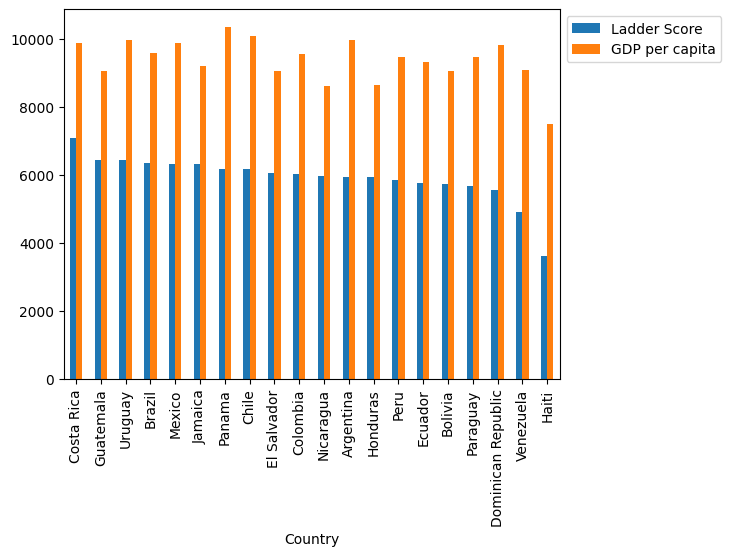 Ladder Score
GDP per capita
10000
8000
6000
4000
2000
0
Costa Rica
Guatemala
Uruguay
Brazil
Mexico
Jamaica
Panama
Chile
El Salvador
Colombia
Nicaragua
Argentina
Honduras
Peru
Ecuador
Bolivia
Paraguay
Dominican Republic
Venezuela
Haiti
Country